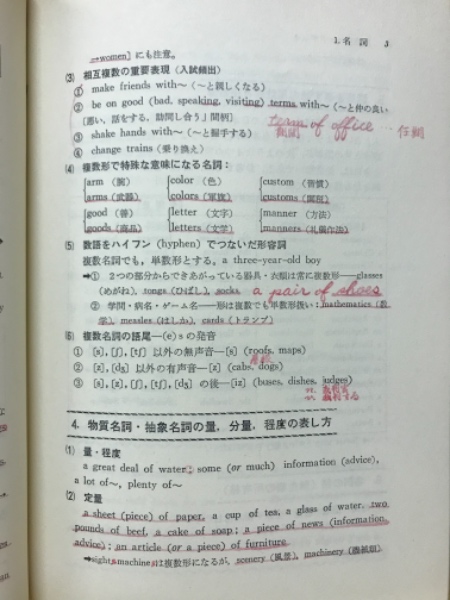 1. 名 詞　5
→women］にも注意。
(3) 相互複数の重要表現〈入試頻出〉
① make friends with～（～と親しくなる）
② be on good (bad, speaking, visiting) terms with～（～と仲の良い
［悪い，話をする，訪問し合う］間柄）
term of office … 任期
期間
③ shake hands with～（～と握手する）
④ change trains（乗り換え）
(4) 複数形で特殊な意味になる名詞：
arm（腕） color（色） custom（習慣）
arms（武器） colors（軍旗） customs（関税）
good（善） letter（文字） manner（方法）
goods（商品） letters（文学） manners（礼儀作法）
(5) 数語をハイフン (hyphen) でつないだ形容詞
複数名詞でも，単数形とする。a three-year-old boy
➡① 2つの部分からできあがっている器具・衣類は常に複数形―glasses
（めがね），tongs（ひばし），socks. a pair of shoes
② 学問・病名・ゲーム名――形は複数でも単数扱い：mathematics（数
学），measles（はしか），cards（トランプ）
(6) 複数名詞の語尾―(e)s の発音
① [s], [ʃ], [tʃ] 以外の無声音―[s] (roofs, maps)
② [z], [dʒ] 以外の有声音―[z] (cabs, dogs)
③ [s], [z], [ʃ], [tʃ], [dʒ] の後―[iz] (buses, dishes, judges)
4. 物質名詞・抽象名詞の量，分量，程度の表し方
(1) 量・程度
a great deal of water; some (or much) information (advice),
a lot of～, plenty of～
(2) 定量
a sheet (piece) of paper, a cup of tea, a glass of water, two
pounds of beef, a cake of soap; a piece of news (information,
advice); an article (or a piece) of furniture
➡sight, machine は複数形になるが，scenery（風景），machinery（機械類）